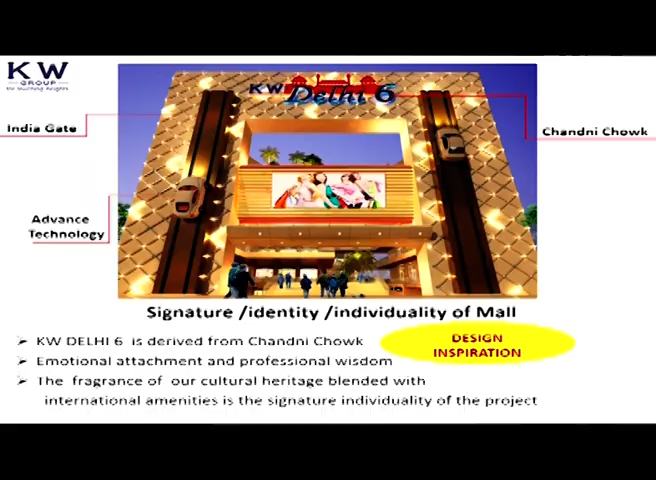 KW
GROUP
KW Delhi 6
India Gate
Chandni Chowk
Advance
Technology
Signature /identity /individuality of Mall
DESIGN
INSPIRATION
➢ KW DELHI 6 is derived from Chandni Chowk
➢ Emotional attachment and professional wisdom
➢ The fragrance of our cultural heritage blended with
international amenities is the signature individuality of the project